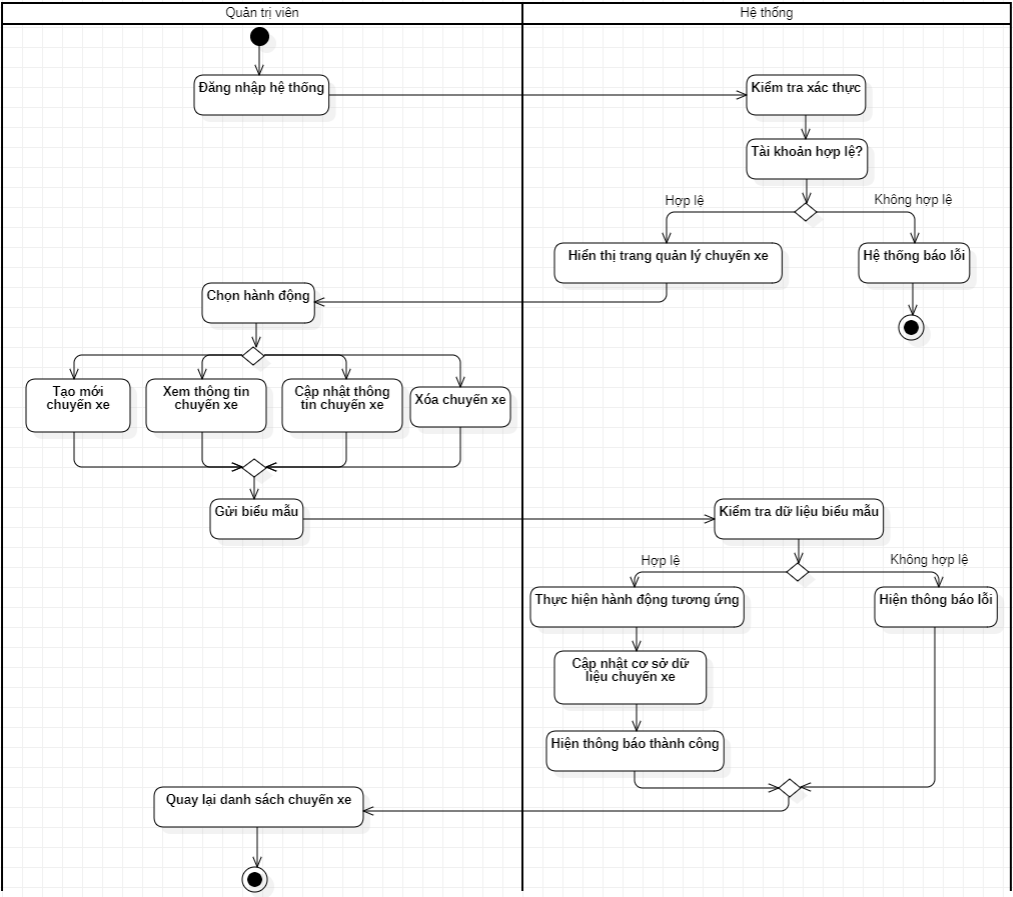 Quản trị viên
Hệ thống
Đăng nhập hệ thống
Kiểm tra xác thực
Tài khoản hợp lệ?
Hợp lệ
Không hợp lệ
Hiển thị trang quản lý chuyến xe
Hệ thống báo lỗi
Chọn hành động
Tạo mới
chuyến xe
Xem thông tin
chuyến xe
Cập nhật thông
tin chuyến xe
Xóa chuyến xe
Gửi biểu mẫu
Kiểm tra dữ liệu biểu mẫu
Hợp lệ
Không hợp lệ
Thực hiện hành động tương ứng
Hiện thông báo lỗi
Cập nhật cơ sở dữ
liệu chuyến xe
Hiện thông báo thành công
Quay lại danh sách chuyến xe